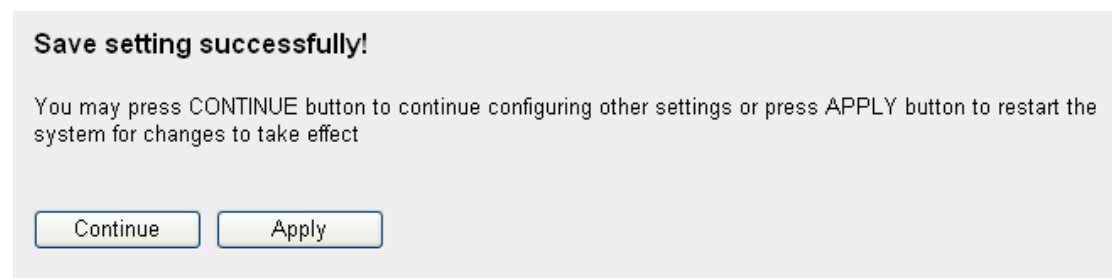 Save setting successfully!
You may press CONTINUE button to continue configuring other settings or press APPLY button to restart the
system for changes to take effect
Continue
Apply